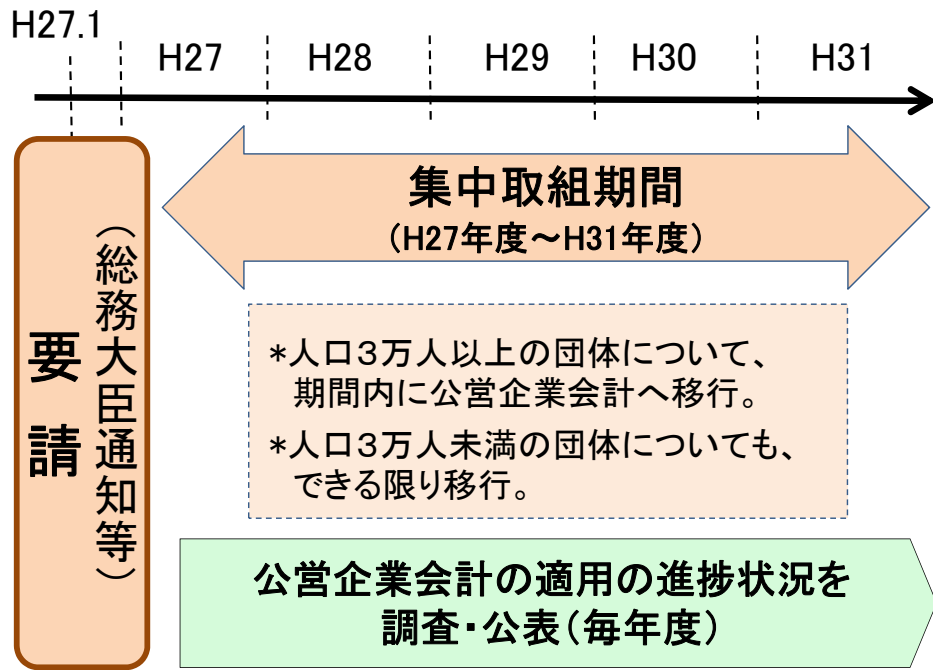 H27.1
H27
H28
H29
H30
H31
要請
（総務大臣通知等）
集中取組期間
（H27年度～H31年度）
*人口３万人以上の団体について、
期間内に公営企業会計へ移行。
*人口３万人未満の団体についても、
できる限り移行。
公営企業会計の適用の進捗状況を
調査・公表（毎年度）